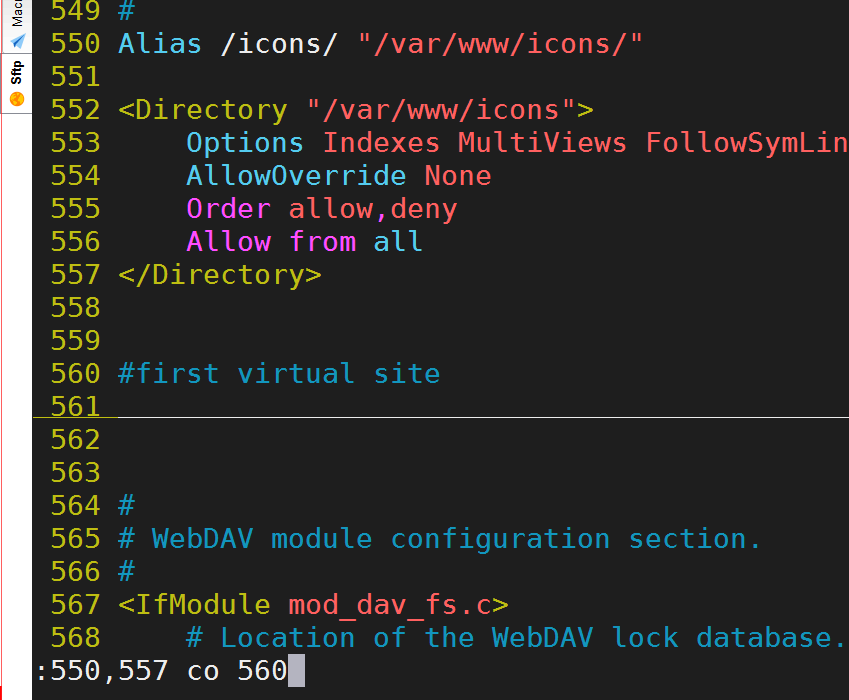 Sftp
549 #
550 Alias /icons/ "/var/www/icons/"
551
552 <Directory "/var/www/icons">
553     Options Indexes MultiViews FollowSymLin
554     AllowOverride None
555     Order allow,deny
556     Allow from all
557 </Directory>
558
559
560 #first virtual site
561
562
563
564 #
565 # WebDAV module configuration section.
566 #
567 <IfModule mod_dav_fs.c>
568     # Location of the WebDAV lock database.
:550,557 co 560